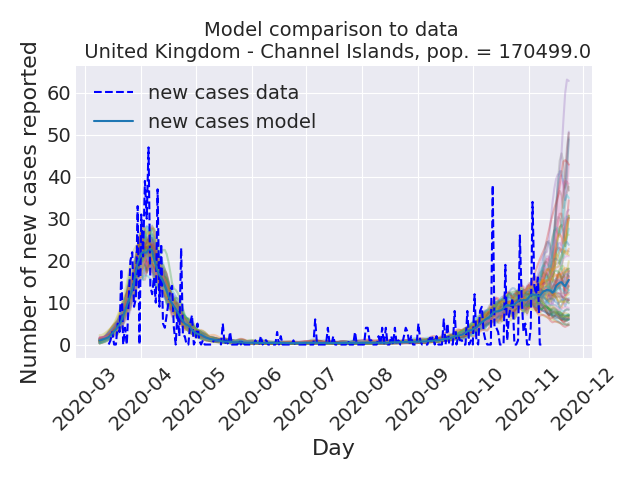 Model comparison to data
United Kingdom - Channel Islands, pop. = 170499.0
Number of new cases reported
60
50
40
30
20
10
0
new cases data
new cases model
2020-03
2020-04
2020-05
2020-06
2020-07
2020-08
2020-09
2020-10
2020-11
2020-12
Day